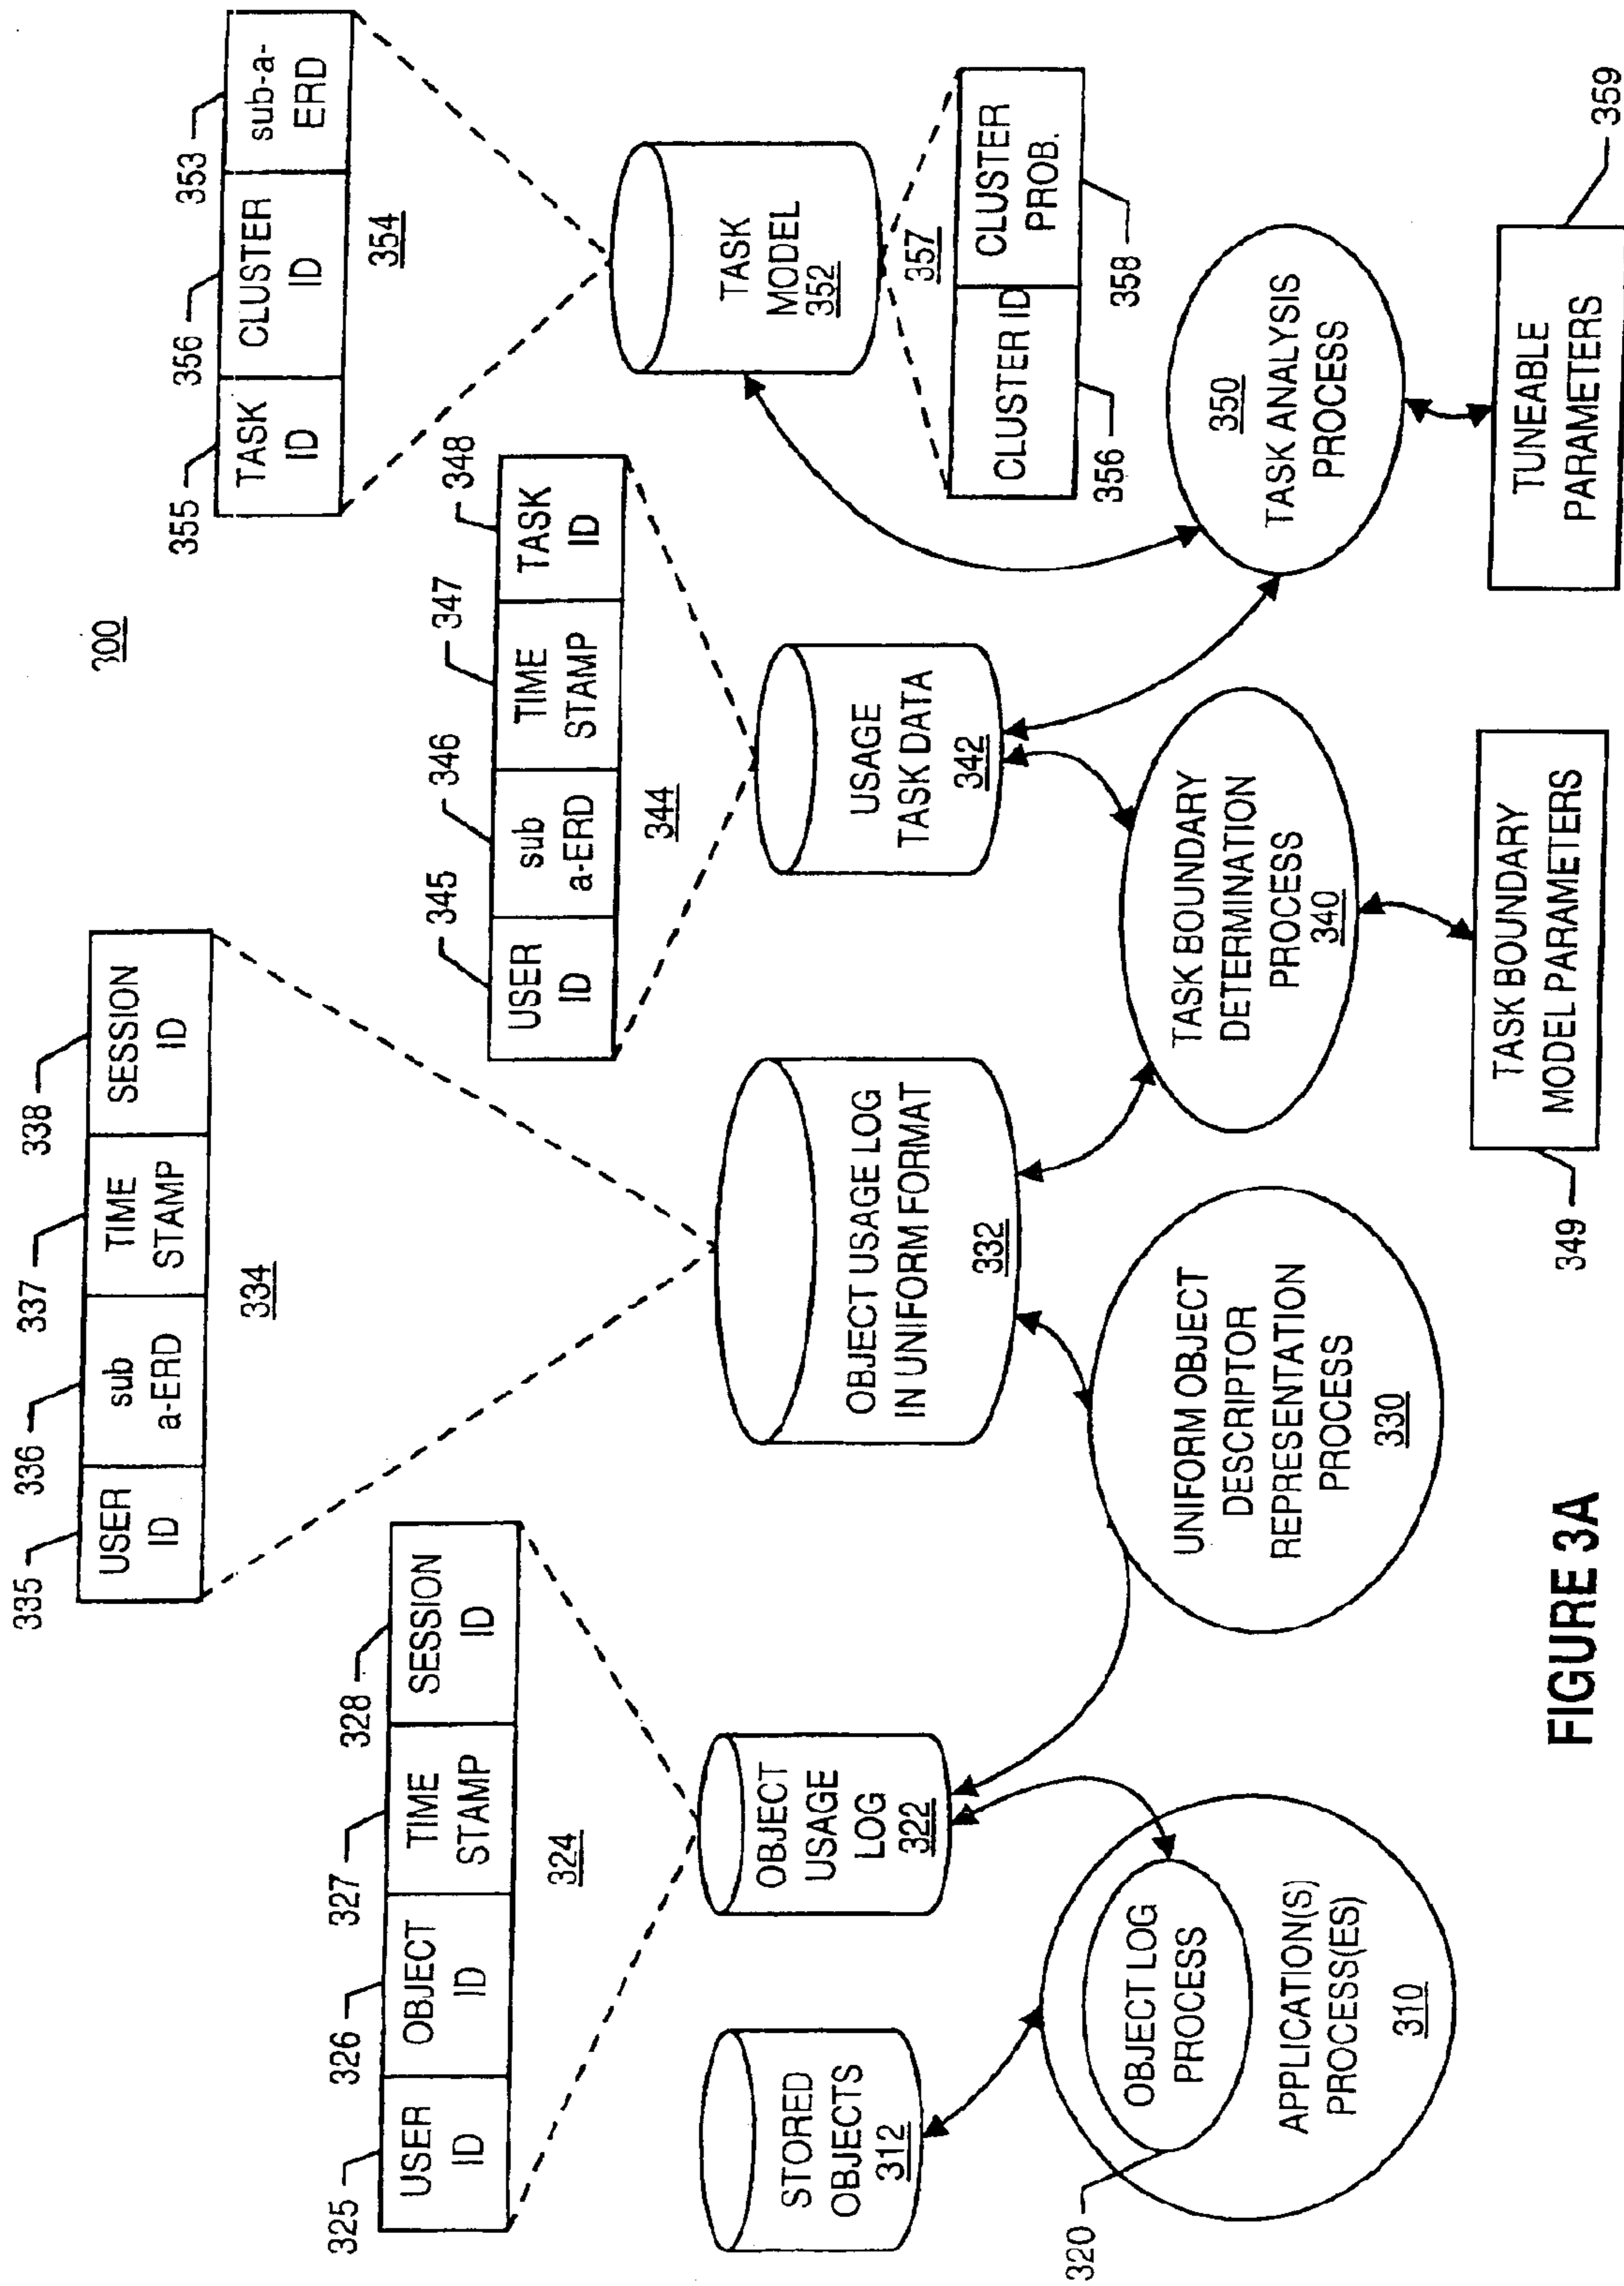 300
335
336
337
338
USER
ID
sub
a-ERD
TIME
STAMP
SESSION
ID
334
325
326
327
328
USER
ID
OBJECT
ID
TIME
STAMP
SESSION
ID
324
345
346
347
348
USER
ID
sub
a-ERD
TIME
STAMP
TASK
ID
344
355
356
353
TASK
ID
CLUSTER
ID
sub-a-
ERD
354
STORED
OBJECTS
312
OBJECT
USAGE
LOG
322
OBJECT USAGE LOG
IN UNIFORM FORMAT
332
USAGE
TASK DATA
342
TASK
MODEL
352
357
CLUSTER ID
CLUSTER
PROB.
356
358
320
OBJECT LOG
PROCESS
APPLICATION(S)
PROCESS(ES)
310
UNIFORM OBJECT
DESCRIPTOR
REPRESENTATION
PROCESS
330
TASK BOUNDARY
DETERMINATION
PROCESS
340
350
TASK ANALYSIS
PROCESS
349
TASK BOUNDARY
MODEL PARAMETERS
TUNEABLE
PARAMETERS
359
FIGURE 3A